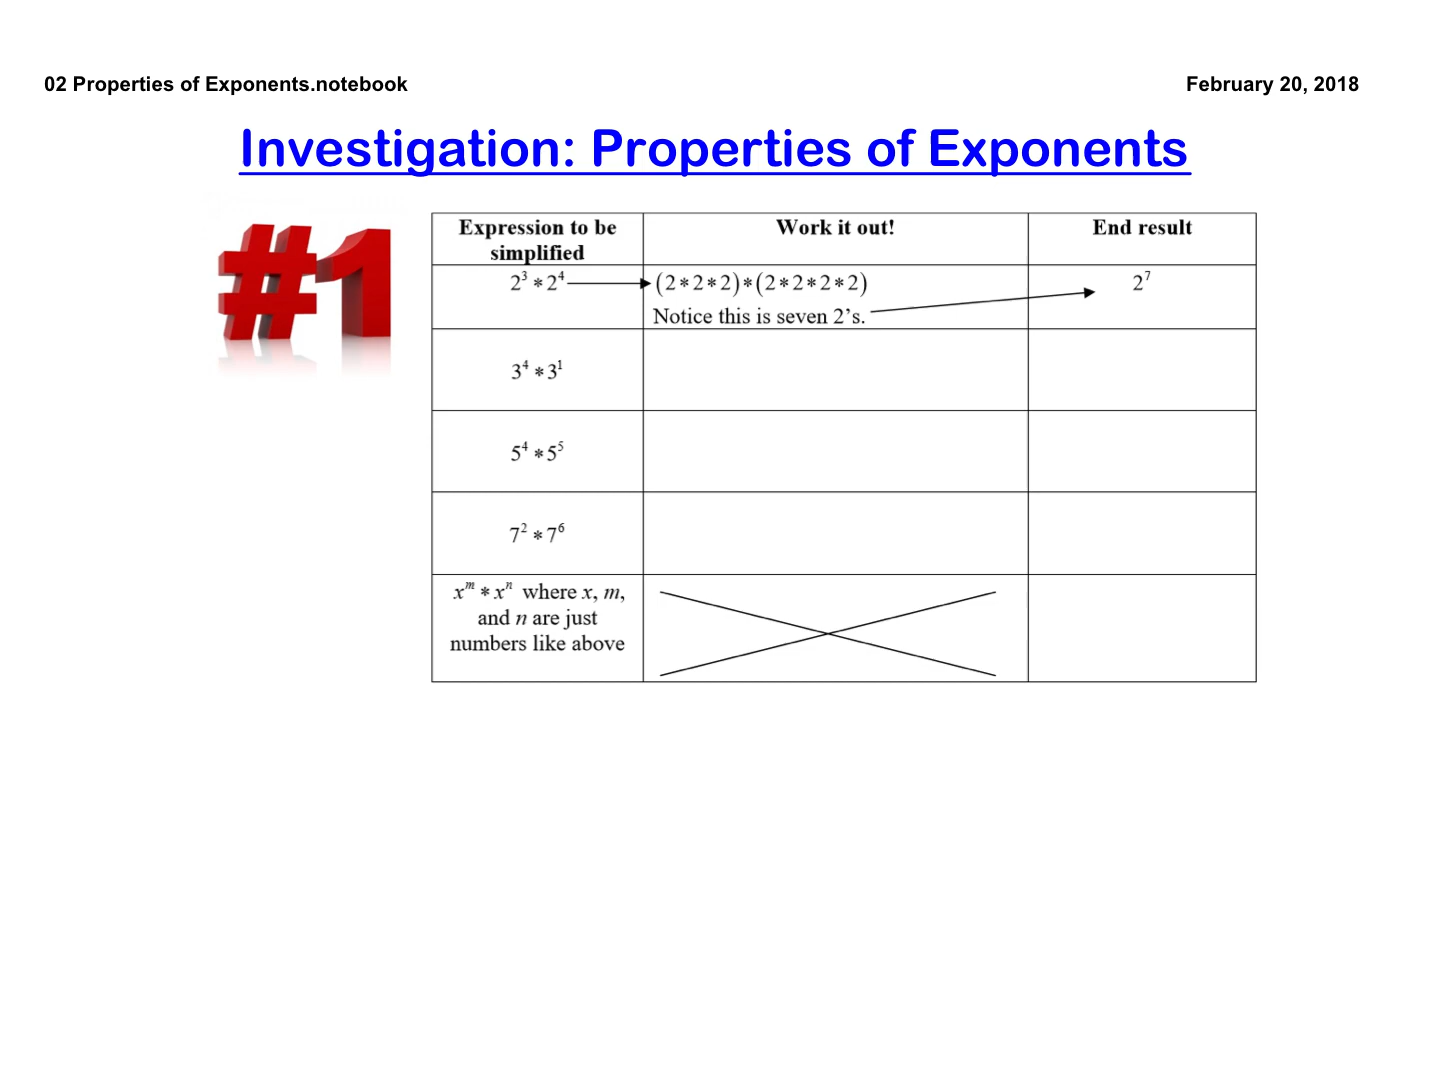 02 Properties of Exponents.notebook
February 20, 2018
Investigation: Properties of Exponents
#1
Expression to be simplified
Work it out!
End result
2³ * 2⁴
(2*2*2)*(2*2*2*2)
Notice this is seven 2’s.
2⁷
3⁴ * 3¹
5⁴ * 5⁵
7² * 7⁶
xᵐ * xⁿ where x, m,
and n are just
numbers like above